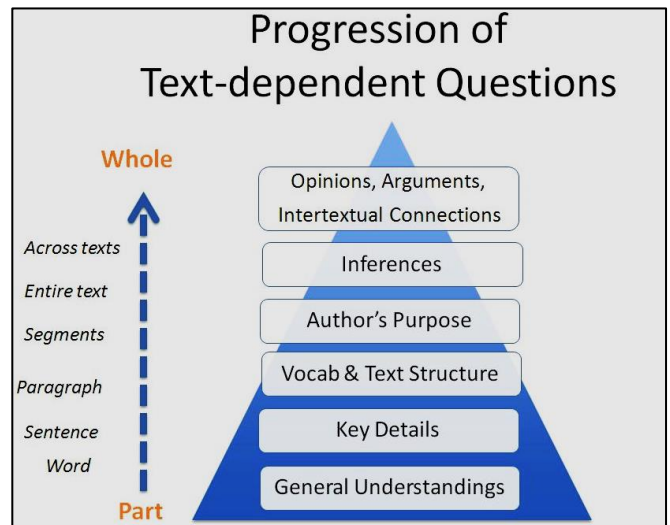 Progression of
Text-dependent Questions
Whole
Across texts
Entire text
Segments
Paragraph
Sentence
Word
Part
Opinions, Arguments,
Intertextual Connections
Inferences
Author's Purpose
Vocab & Text Structure
Key Details
General Understandings